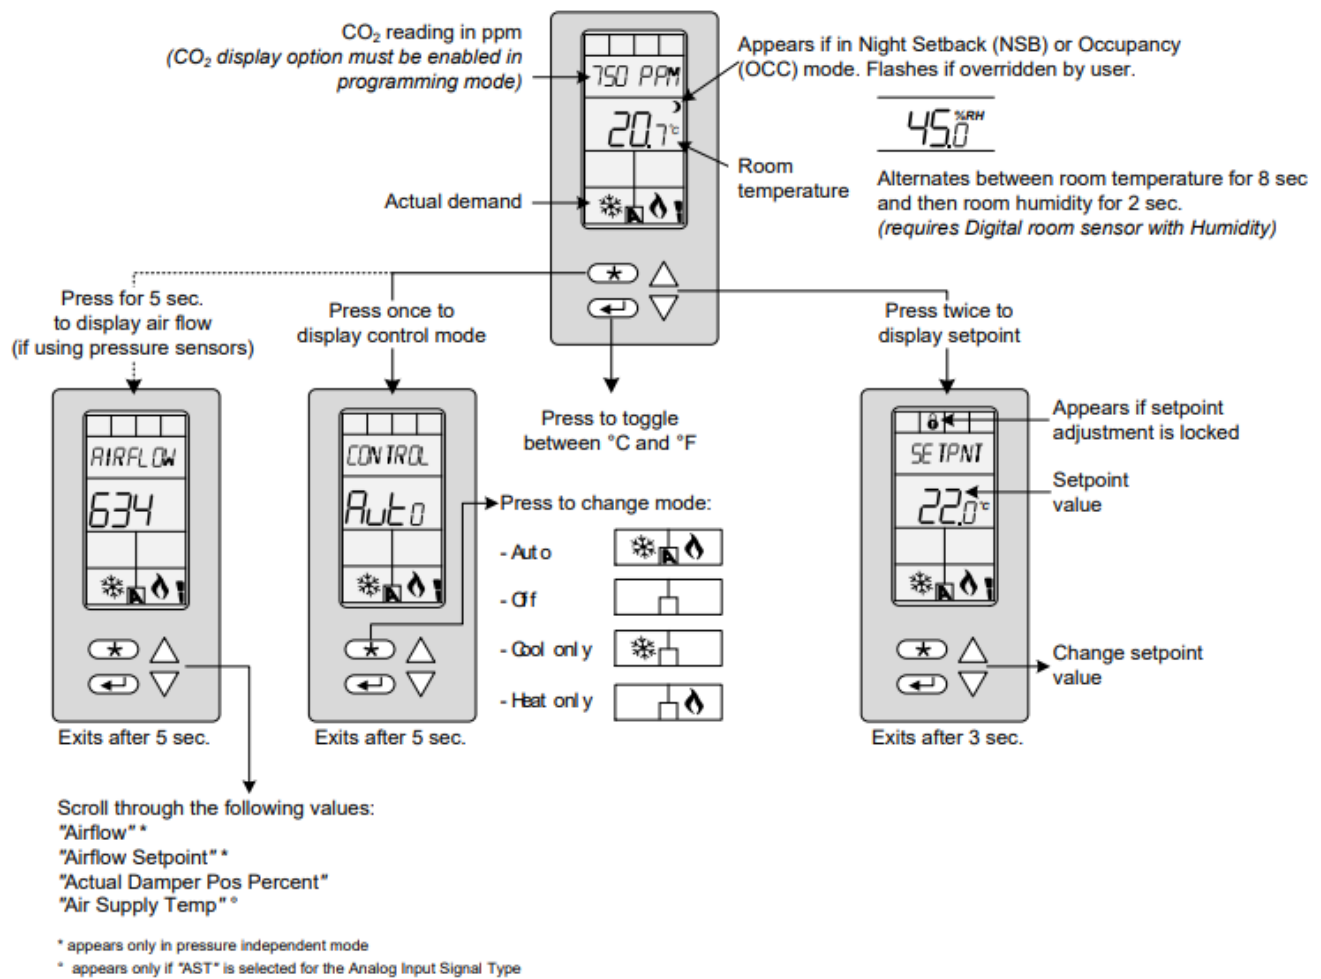 CO₂ reading in ppm
(CO₂ display option must be enabled in
programming mode)
750 PPM
20.7°C
Actual demand
A
Appears if in Night Setback (NSB) or Occupancy
(OCC) mode. Flashes if overridden by user.
45.0 %RH
Room
temperature
Alternates between room temperature for 8 sec
and then room humidity for 2 sec.
(requires Digital room sensor with Humidity)
Press for 5 sec.
to display air flow
(if using pressure sensors)
Press once to
display control mode
Press twice to
display setpoint
Press to toggle
between °C and °F
AIRFLOW
634
A
Exits after 5 sec.
CONTROL
Auto
A
Exits after 5 sec.
Press to change mode:
- Auto
A
- Off
- Cool only
- Heat only
SETPNT
22.0°C
A
Appears if setpoint
adjustment is locked
Setpoint
value
Change setpoint
value
Exits after 3 sec.
Scroll through the following values:
"Airflow" *
"Airflow Setpoint" *
"Actual Damper Pos Percent"
"Air Supply Temp" °
* appears only in pressure independent mode
° appears only if "AST" is selected for the Analog Input Signal Type